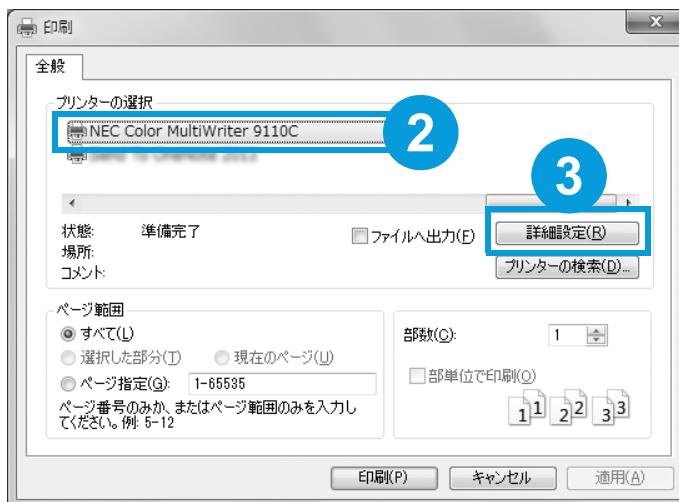 印刷
全般
プリンターの選択
NEC Color MultiWriter 9110C
2
3
状態: 準備完了
場所:
コメント:
ファイルへ出力(F)
詳細設定(R)
プリンターの検索(D)...
ページ範囲
すべて(L)
選択した部分(T) 現在のページ(U)
ページ指定(G): 1-65535
ページ番号のみか、またはページ範囲のみを入力し
てください。例: 5-12
部数(C): 1
部単位で印刷(O)
1 1 2 2 3 3
印刷(P) キャンセル 適用(A)